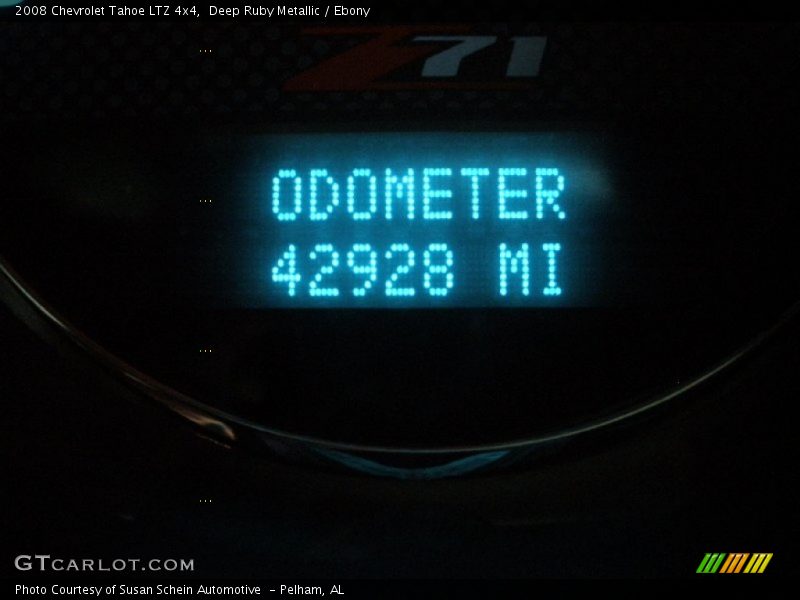 2008 Chevrolet Tahoe LTZ 4x4,  Deep Ruby Metallic / Ebony
Z71
ODOMETER
42928 MI
GTCARLOT.COM
Photo Courtesy of Susan Schein Automotive  - Pelham, AL